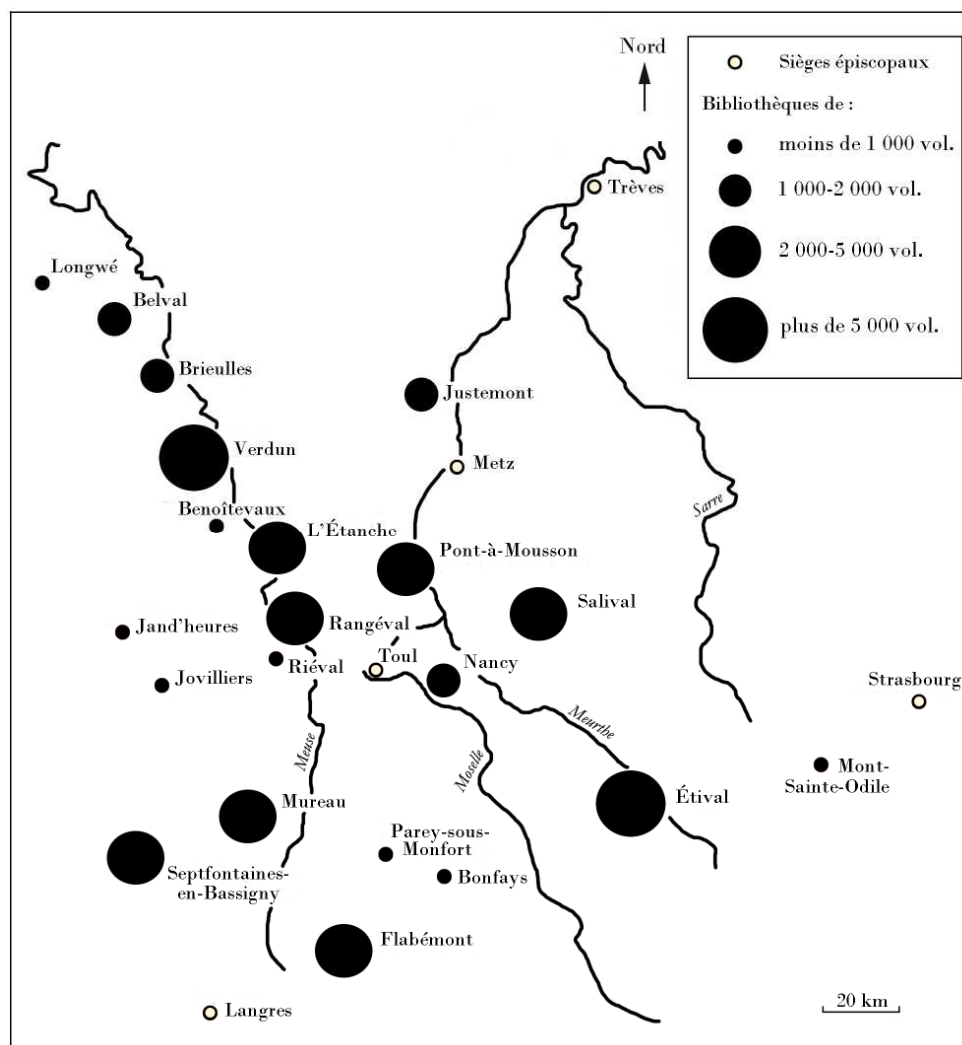 Nord
Sièges épiscopaux
Bibliothèques de :
moins de 1 000 vol.
1 000-2 000 vol.
2 000-5 000 vol.
plus de 5 000 vol.
Trèves
Longwé
Belval
Brieulles
Justemont
Verdun
Metz
Benoîtevaux
Sarre
L'Étanche
Pont-à-Mousson
Salival
Jand'heures
Rangéval
Toul
Riéval
Nancy
Jovilliers
Strasbourg
Meuse
Moselle
Meurthe
Mont-
Sainte-Odile
Mureau
Étival
Parey-sous-
Monfort
Septfontaines-
en-Bassigny
Bonfays
Flabémont
Langres
20 km